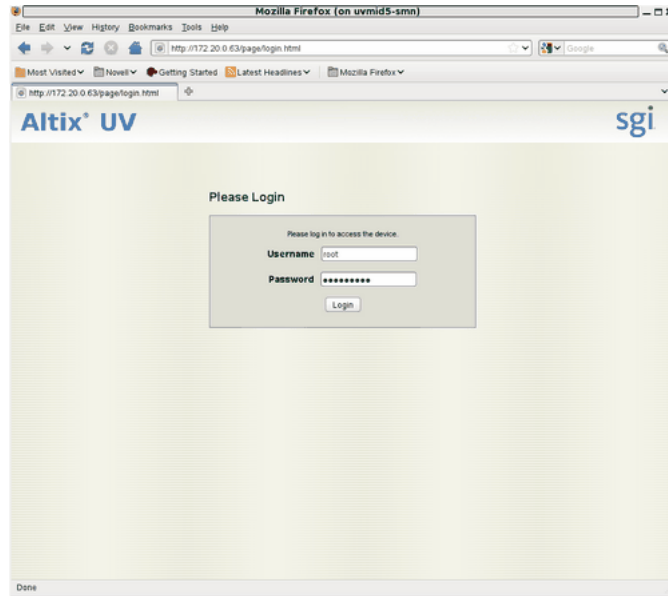 Mozilla Firefox (on uvmid5-smn)
File Edit View History Bookmarks Tools Help
http://172.20.0.63/page/login.html Google
Most Visited Novell Getting Started Latest Headlines Mozilla Firefox
http://172.20.0.63/page/login.html
Altix® UV sgi
Please Login
Please log in to access the device.
Username root
Password •••••••••
Login
Done